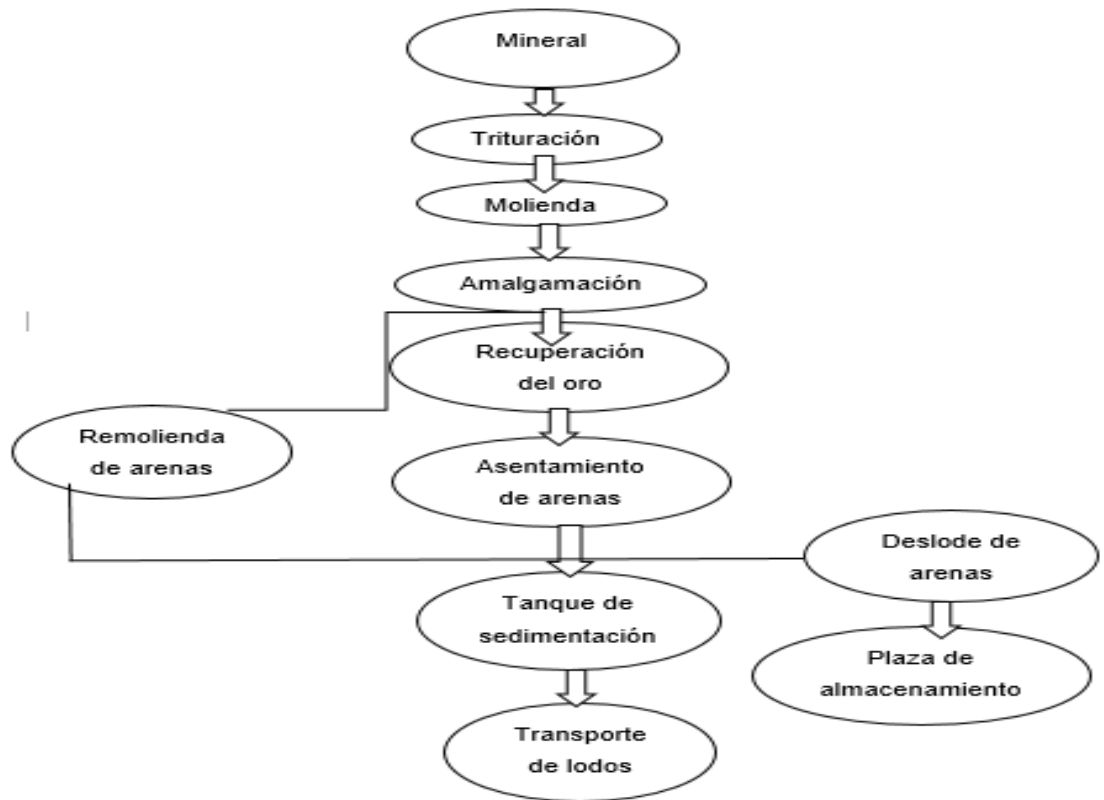 Mineral
Trituración
Molienda
Amalgamación
Recuperación
del oro
Remolienda
de arenas
Asentamiento
de arenas
Deslode de
arenas
Tanque de
sedimentación
Plaza de
almacenamiento
Transporte
de lodos